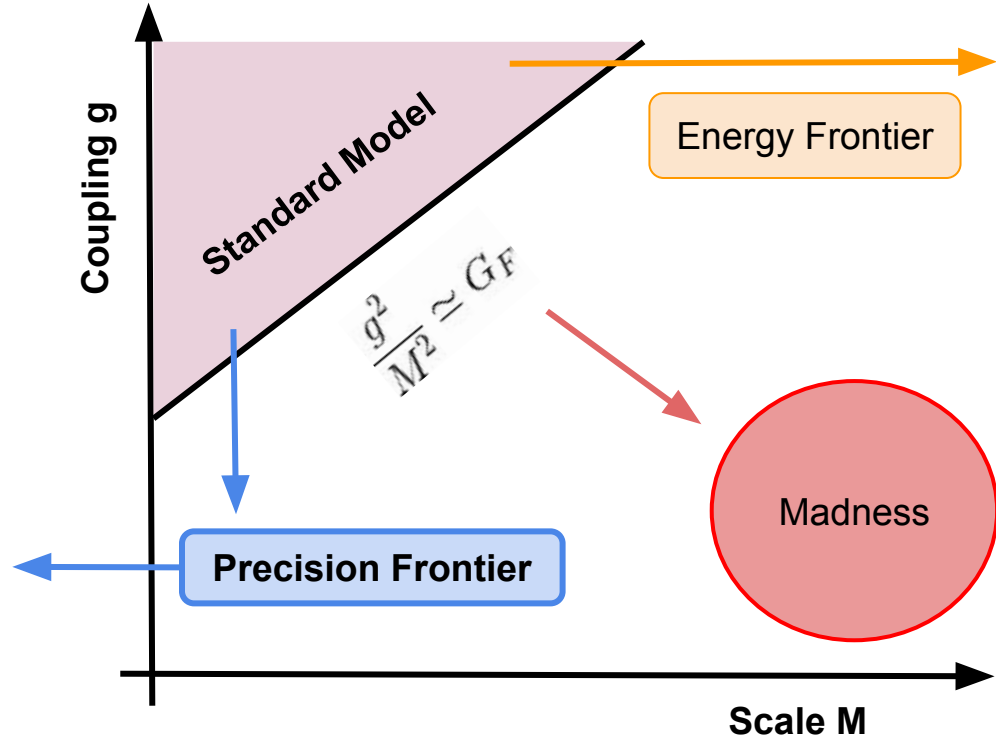 Coupling g
Standard Model
Energy Frontier
g²
M²
≃ G_F
Madness
Precision Frontier
Scale M